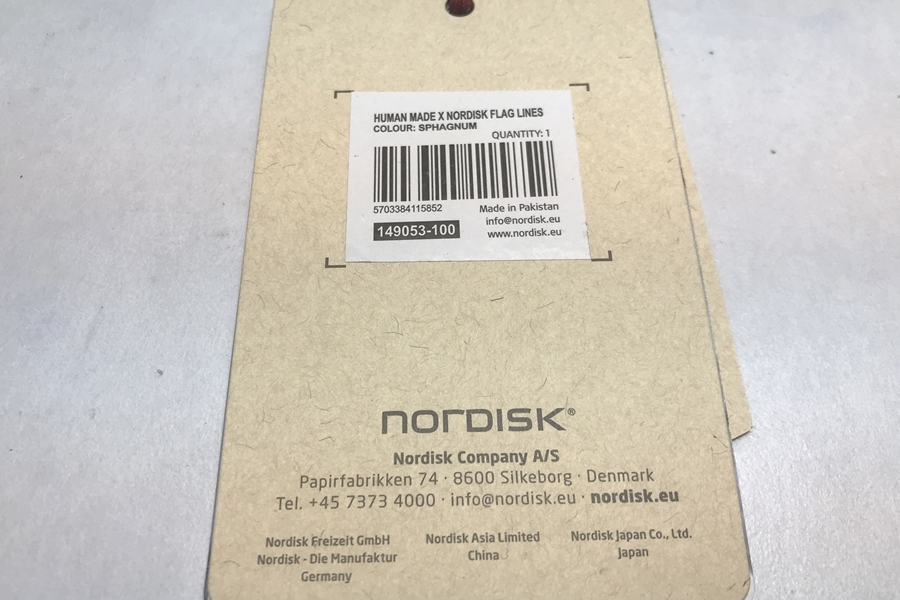 HUMAN MADE X NORDISK FLAG LINES
COLOUR: SPHAGNUM
QUANTITY: 1
5703384115852
Made in Pakistan
info@nordisk.eu
149053-100
www.nordisk.eu
nordisk®
Nordisk Company A/S
Papirfabrikken 74 · 8600 Silkeborg · Denmark
Tel. +45 7373 4000 · info@nordisk.eu · nordisk.eu
Nordisk Freizeit GmbH
Nordisk - Die Manufaktur
Germany
Nordisk Asia Limited
China
Nordisk Japan Co., Ltd.
Japan